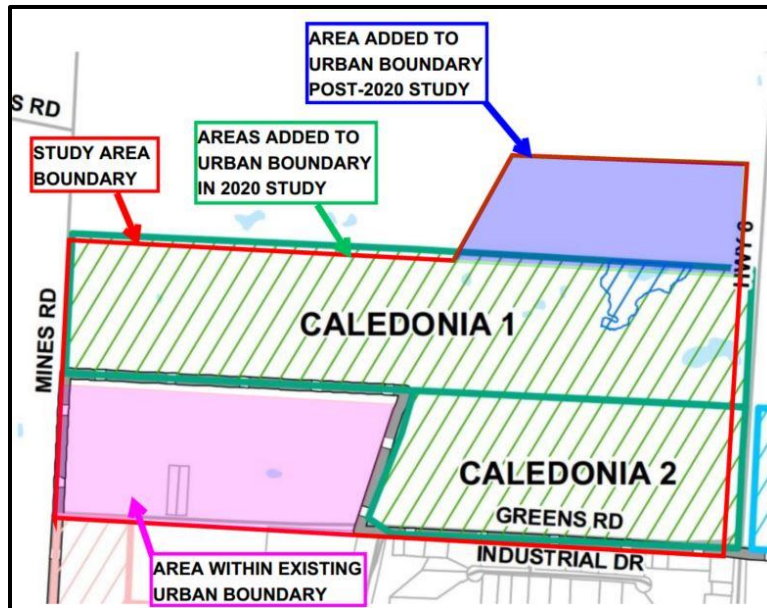 AREA ADDED TO
URBAN BOUNDARY
POST-2020 STUDY
S RD
AREAS ADDED TO
URBAN BOUNDARY
IN 2020 STUDY
STUDY AREA
BOUNDARY
HWY 6
CALEDONIA 1
MINES RD
CALEDONIA 2
GREENS RD
INDUSTRIAL DR
AREA WITHIN EXISTING
URBAN BOUNDARY